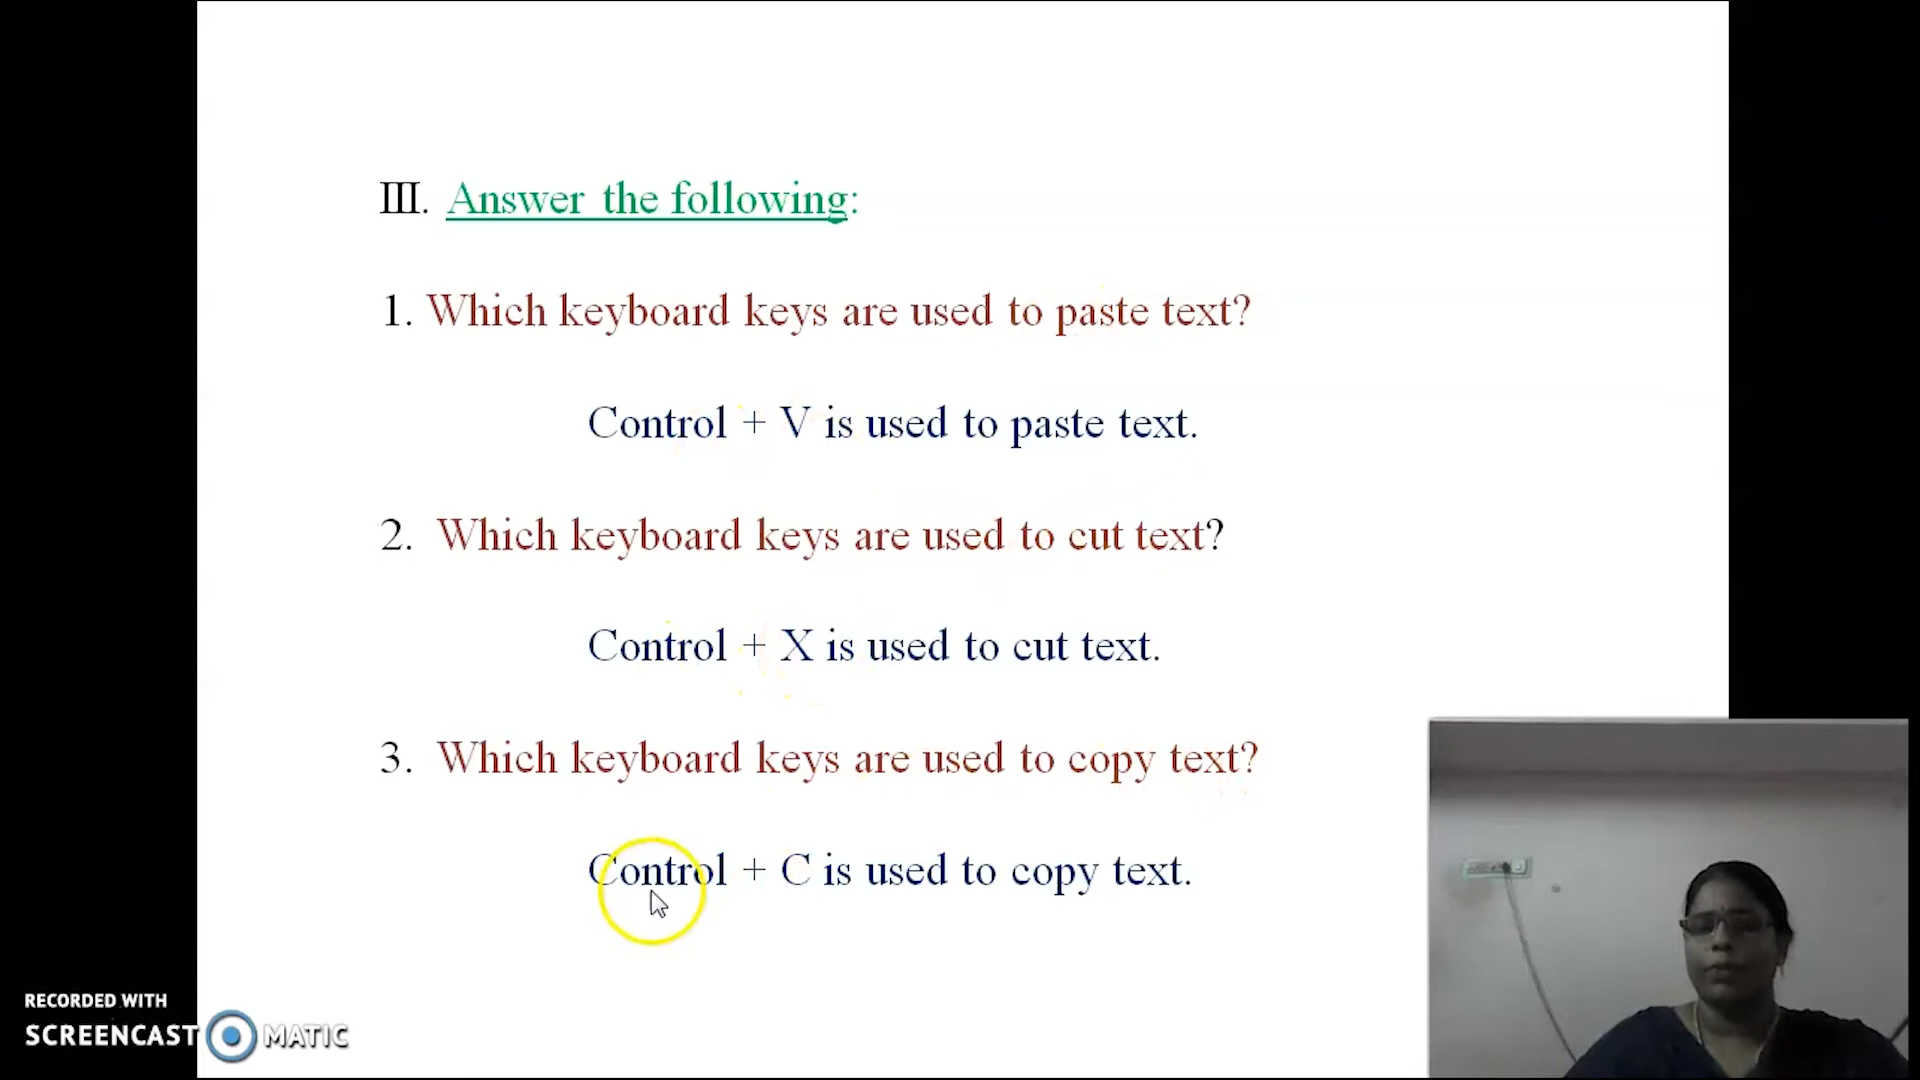 III. Answer the following:
1. Which keyboard keys are used to paste text?
Control + V is used to paste text.
2. Which keyboard keys are used to cut text?
Control + X is used to cut text.
3. Which keyboard keys are used to copy text?
Control + C is used to copy text.
RECORDED WITH
SCREENCAST MATIC